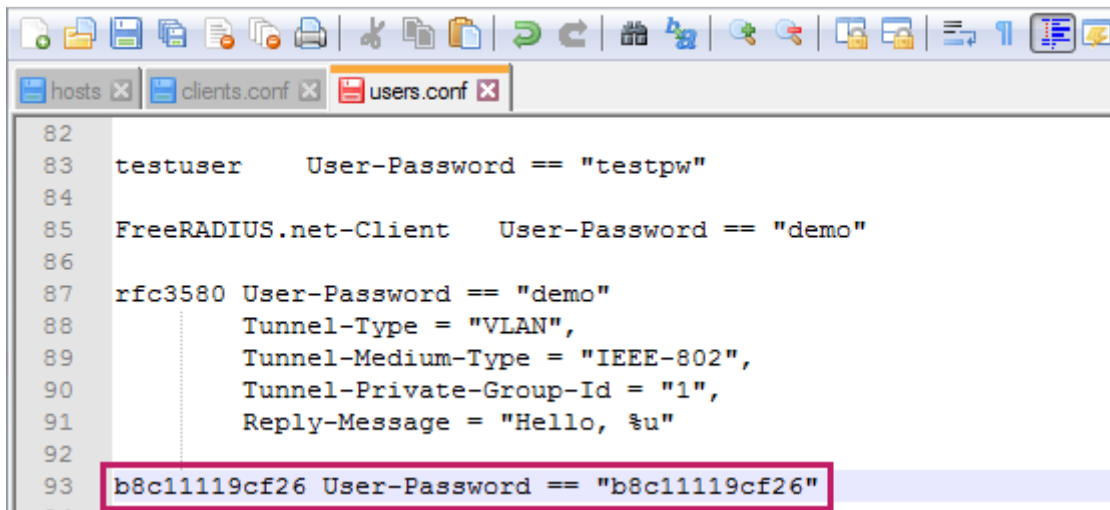 hosts clients.conf users.conf
82
83 testuser User-Password == "testpw"
84
85 FreeRADIUS.net-Client User-Password == "demo"
86
87 rfc3580 User-Password == "demo"
88 Tunnel-Type = "VLAN",
89 Tunnel-Medium-Type = "IEEE-802",
90 Tunnel-Private-Group-Id = "1",
91 Reply-Message = "Hello, %u"
92
93 b8c11119cf26 User-Password == "b8c11119cf26"